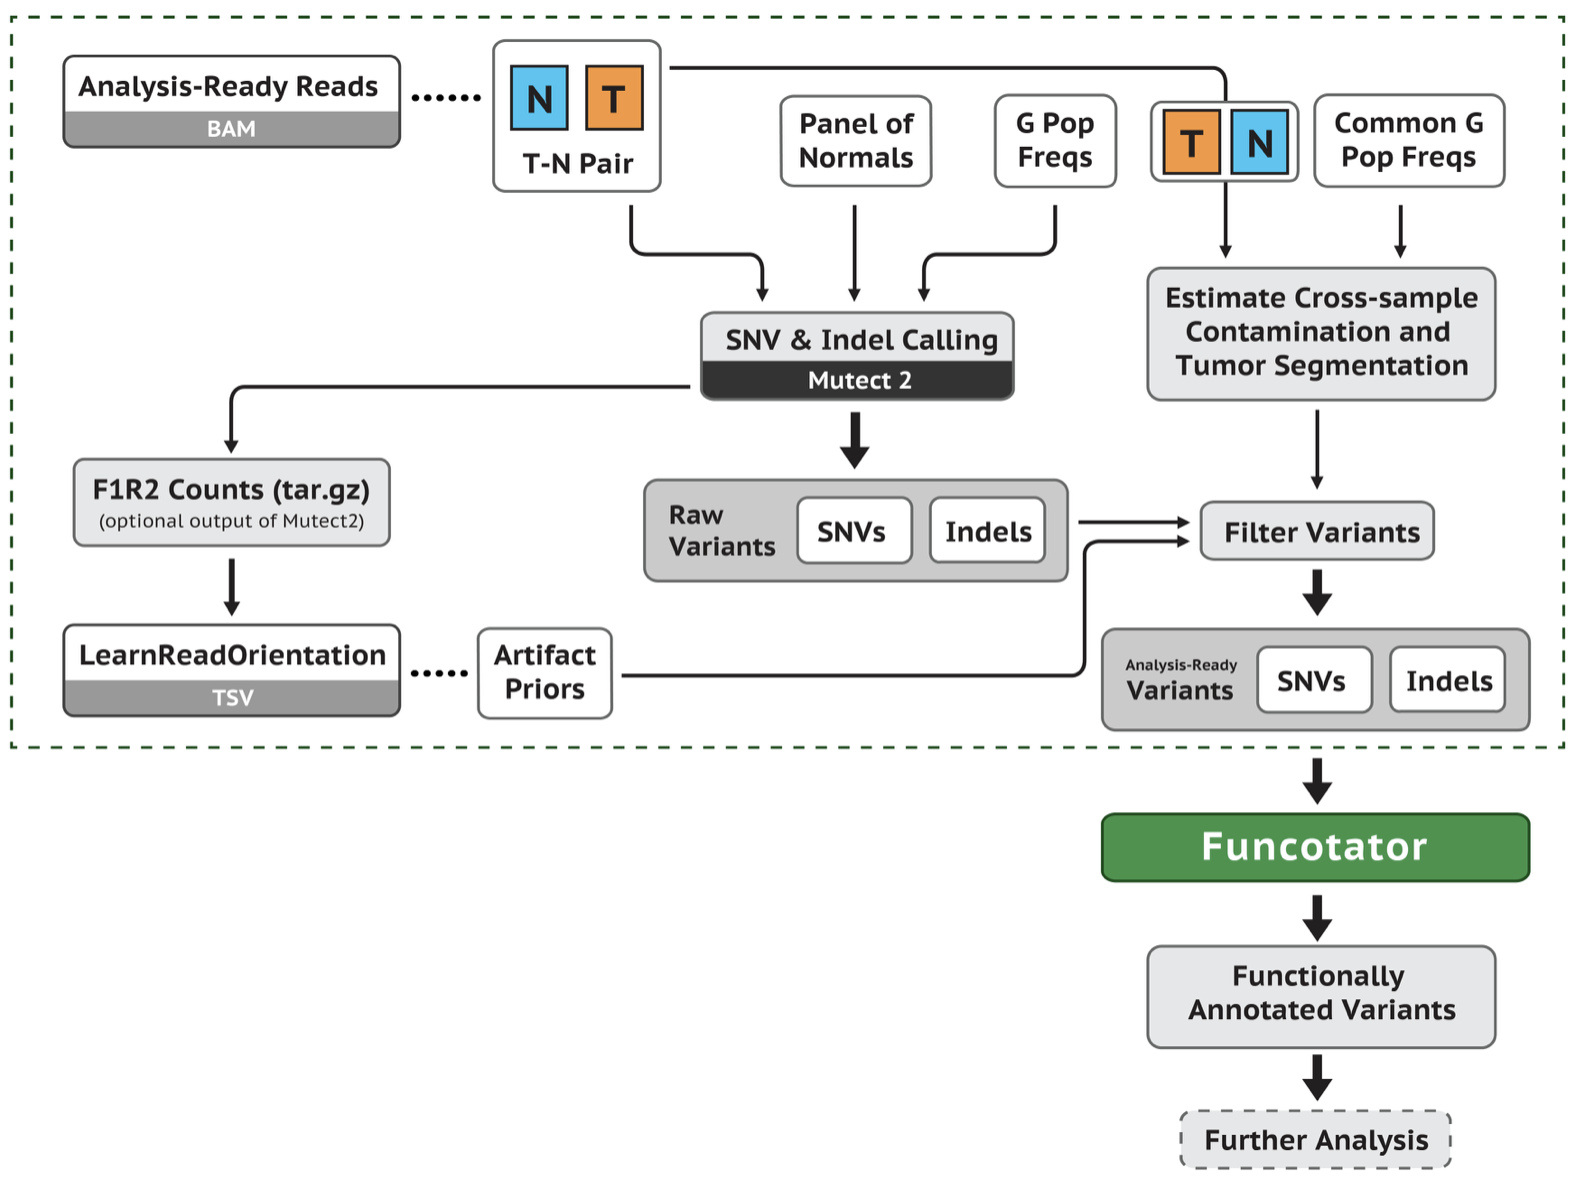 Analysis-Ready Reads
BAM
N T
T-N Pair
Panel of
Normals
G Pop
Freqs
T N
Common G
Pop Freqs
SNV & Indel Calling
Mutect 2
Estimate Cross-sample
Contamination and
Tumor Segmentation
F1R2 Counts (tar.gz)
(optional output of Mutect2)
Raw
Variants
SNVs
Indels
Filter Variants
LearnReadOrientation
TSV
Artifact
Priors
Analysis-Ready
Variants
SNVs
Indels
Funcotator
Functionally
Annotated Variants
Further Analysis